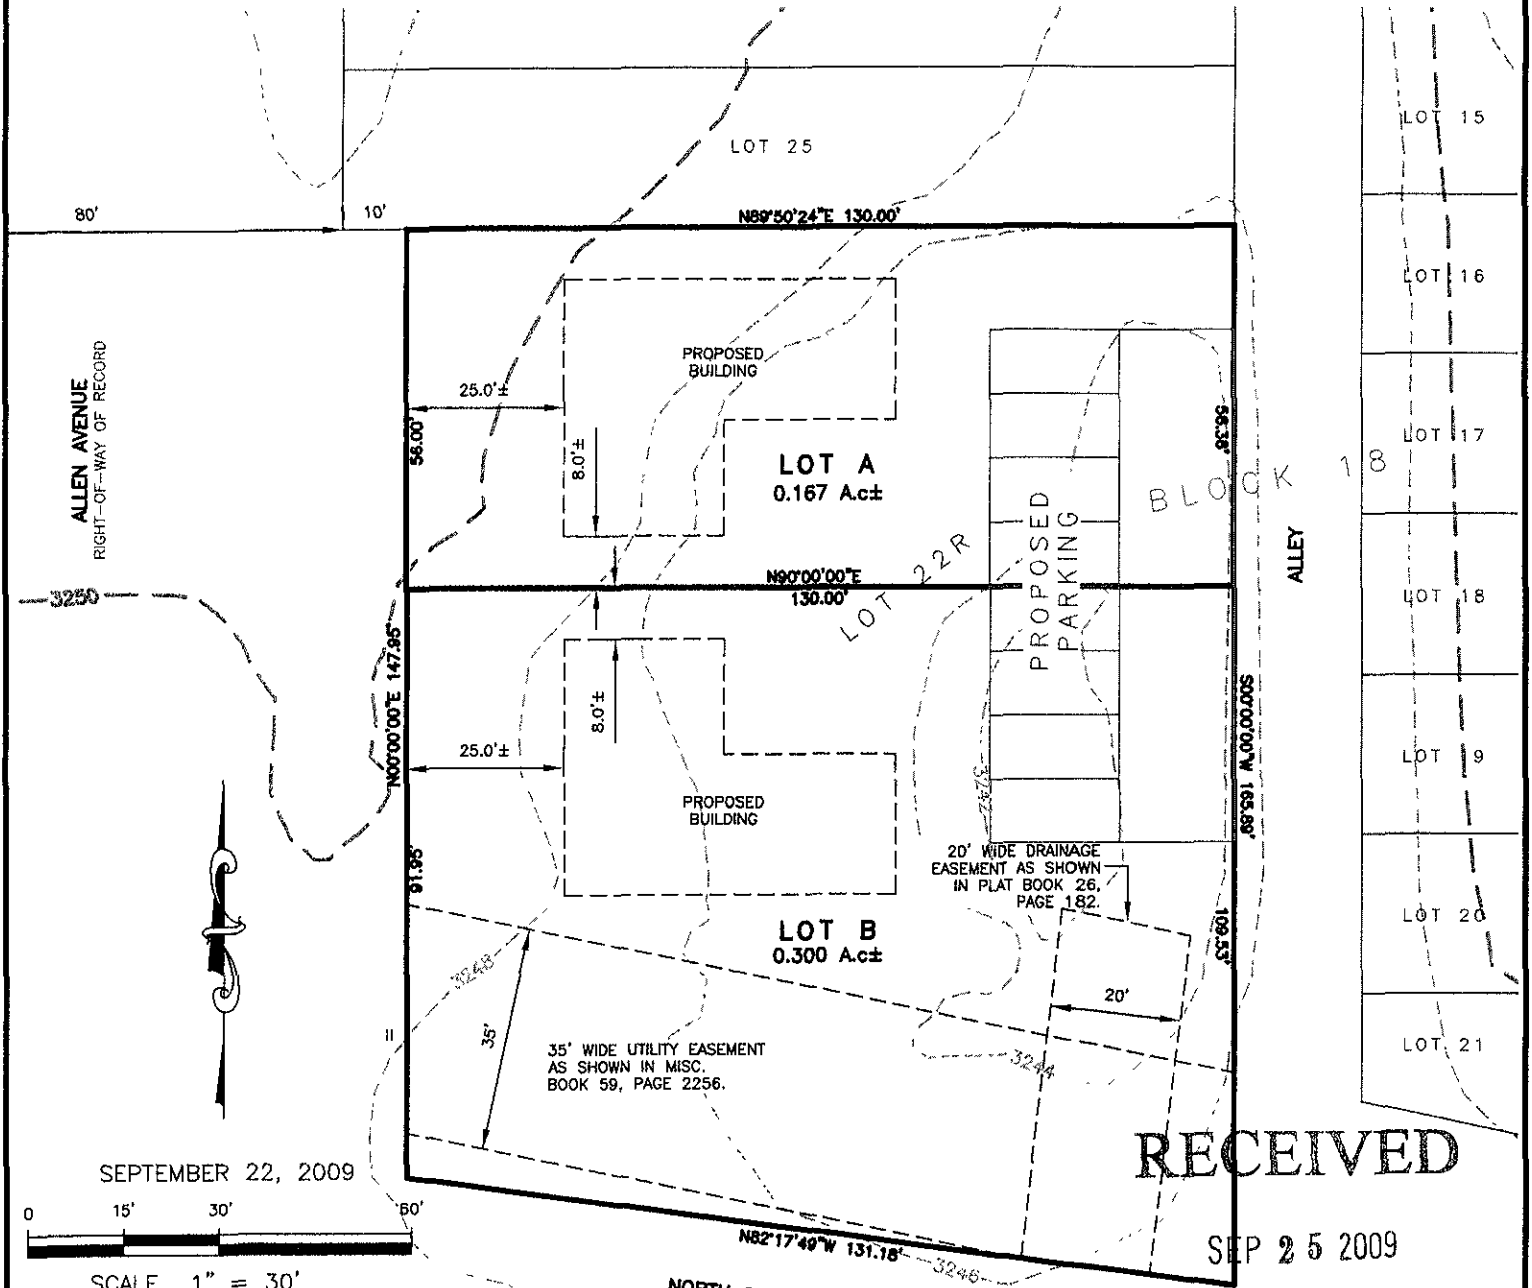 LOT 25
LOT 15
80'
10'
N89°50'24"E 130.00'
LOT 16
PROPOSED
BUILDING
ALLEN AVENUE
RIGHT-OF-WAY OF RECORD
25.0'±
56.00'
8.0'±
LOT A
0.167 A.c±
56.36'
LOT 17
BLOCK 18
PROPOSED
PARKING
ALLEY
LOT 22R
N90°00'00"E
130.00'
3250
LOT 18
N00°00'00"E 147.95'
8.0'±
25.0'±
S00°00'00"W 165.89'
LOT 9
3242
PROPOSED
BUILDING
91.95'
20' WIDE DRAINAGE
EASEMENT AS SHOWN
IN PLAT BOOK 26,
PAGE 182.
LOT B
0.300 A.c±
109.53'
LOT 20
3248
20'
35'
35' WIDE UTILITY EASEMENT
AS SHOWN IN MISC.
BOOK 59, PAGE 2256.
3244
LOT 21
RECEIVED
SEPTEMBER 22, 2009
0 15' 30' 60'
SCALE 1" = 30'
N82°17'49"W 131.18'
3246
SEP 25 2009